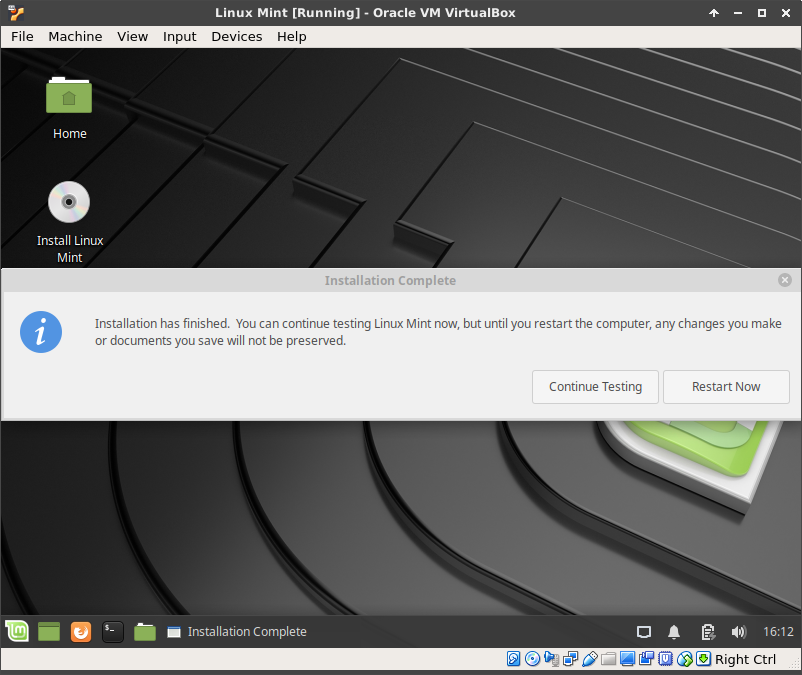 Linux Mint [Running] - Oracle VM VirtualBox
File Machine View Input Devices Help
Home
Install Linux
Mint
Installation Complete
Installation has finished.  You can continue testing Linux Mint now, but until you restart the computer, any changes you make
or documents you save will not be preserved.
Continue Testing Restart Now
Installation Complete 16:12
Right Ctrl